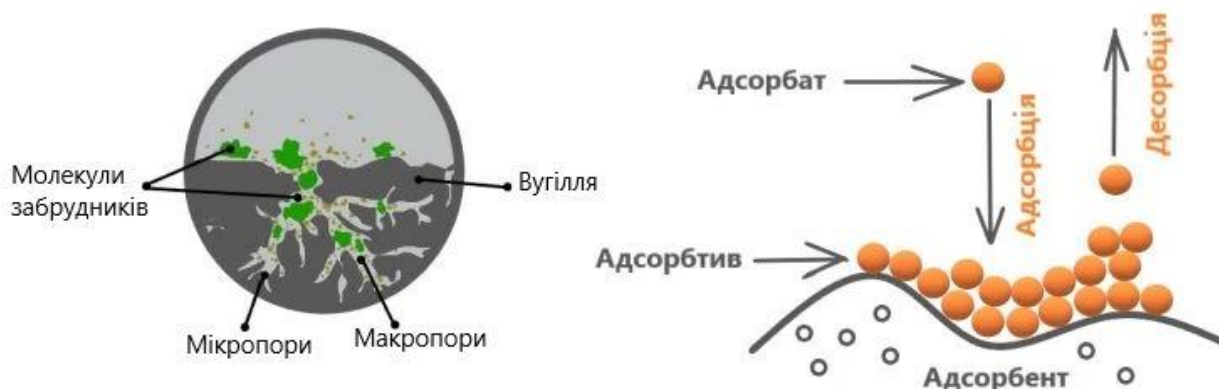 Молекули
забрудників
Вугілля
Мікропори
Макропори
Адсорбат
Адсорбція
Десорбція
Адсорбтив
Адсорбент